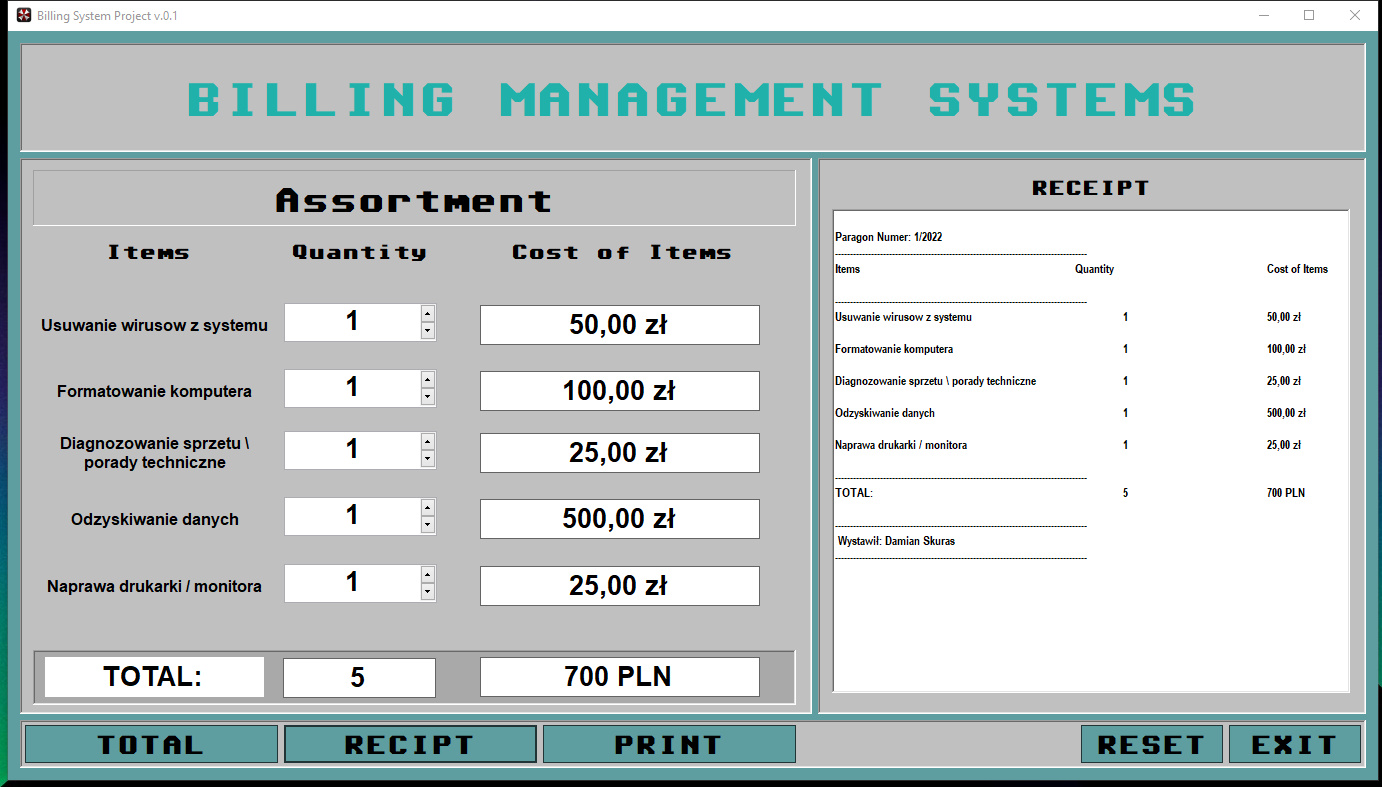 Billing System Project v.0.1
BILLING MANAGEMENT SYSTEMS
Assortment
Items Quantity Cost of Items
Usuwanie wirusow z systemu 1 50,00 zł
Formatowanie komputera 1 100,00 zł
Diagnozowanie sprzetu \
porady techniczne 1 25,00 zł
Odzyskiwanie danych 1 500,00 zł
Naprawa drukarki / monitora 1 25,00 zł
TOTAL: 5 700 PLN
RECEIPT
Paragon Numer: 1/2022
------------------------------------------------------------------------------------
Items Quantity Cost of Items
------------------------------------------------------------------------------------
Usuwanie wirusow z systemu 1 50,00 zł
Formatowanie komputera 1 100,00 zł
Diagnozowanie sprzetu \ porady techniczne 1 25,00 zł
Odzyskiwanie danych 1 500,00 zł
Naprawa drukarki / monitora 1 25,00 zł
------------------------------------------------------------------------------------
TOTAL: 5 700 PLN
------------------------------------------------------------------------------------
Wystawił: Damian Skuras
------------------------------------------------------------------------------------
TOTAL RECIPT PRINT RESET EXIT